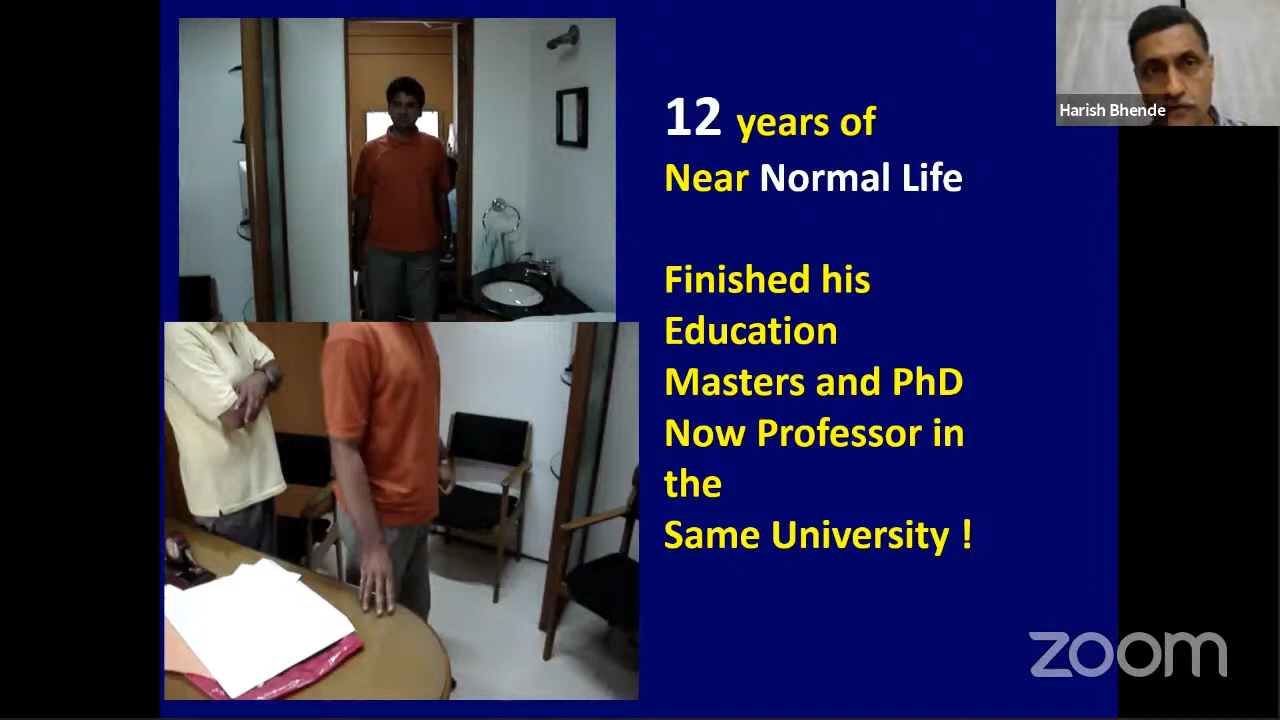 12 years of
Near Normal Life
Finished his
Education
Masters and PhD
Now Professor in
the
Same University !
Harish Bhende
zoom